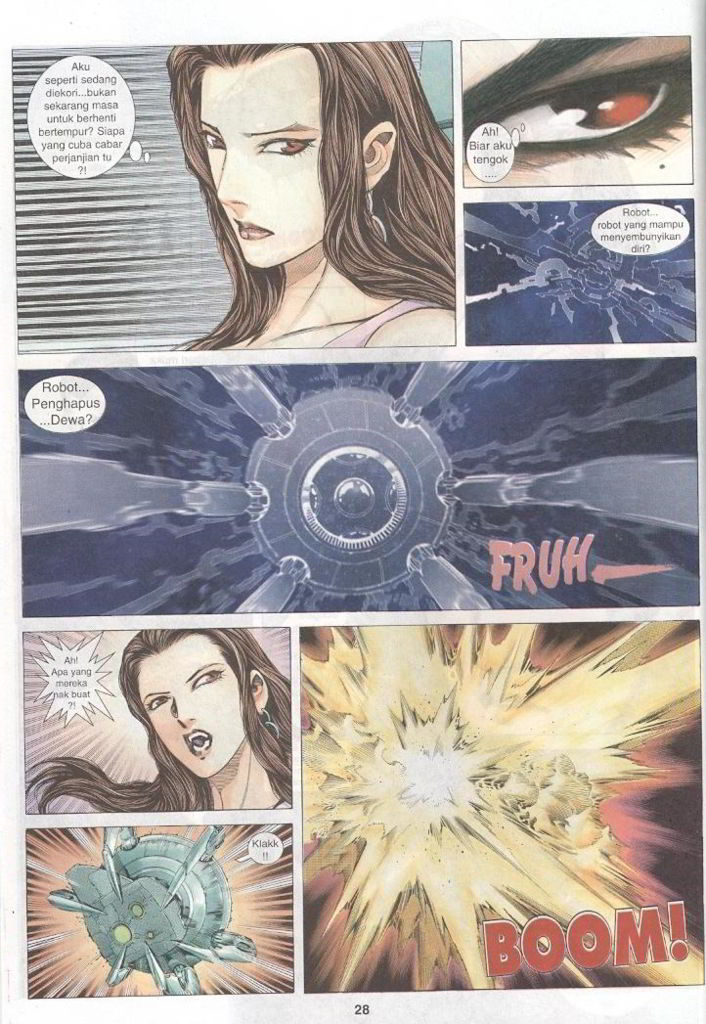 Aku
seperti sedang
diekori...bukan
sekarang masa
untuk berhenti
bertempur? Siapa
yang cuba cabar
perjanjian tu
?!
Ah!
Biar aku
tengok
....
Robot...
robot yang mampu
menyembunyikan
diri?
Robot...
Penghapus
...Dewa?
FRUH
Ah!
Apa yang
mereka
nak buat
?!
Klakk
!!
BOOM!
28